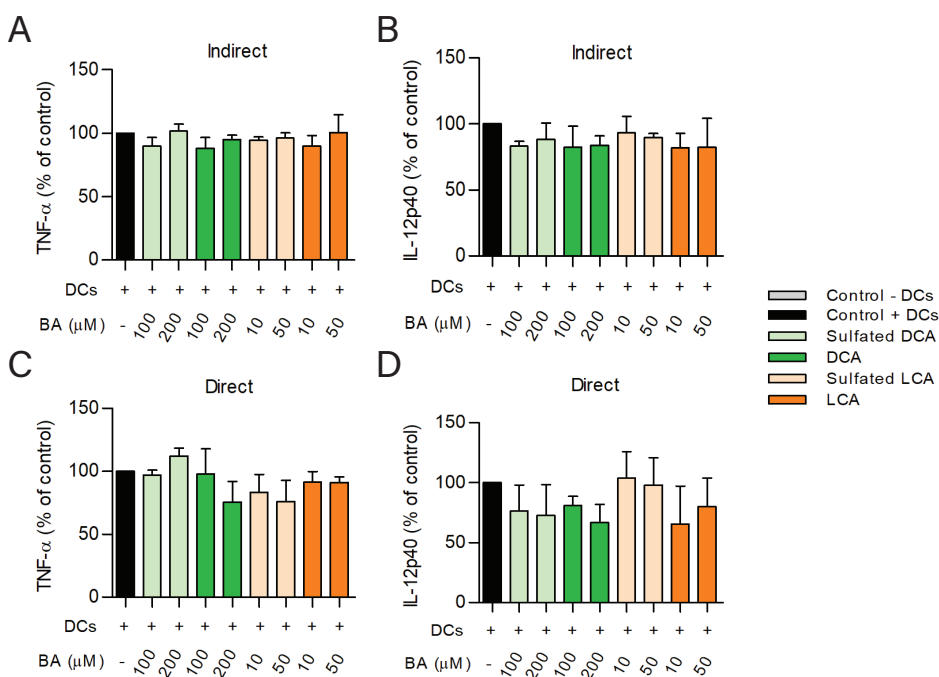 A
Indirect
TNF-α (% of control)
150
100
50
0
DCs + + + + + + + + +
BA (μM) - 100 200 100 200 10 50 10 50
B
Indirect
IL-12p40 (% of control)
150
100
50
0
DCs + + + + + + + + +
BA (μM) - 100 200 100 200 10 50 10 50
Control - DCs
Control + DCs
Sulfated DCA
DCA
Sulfated LCA
LCA
C
Direct
TNF-α (% of control)
150
100
50
0
DCs + + + + + + + + +
BA (μM) - 100 200 100 200 10 50 10 50
D
Direct
IL-12p40 (% of control)
150
100
50
0
DCs + + + + + + + + +
BA (μM) - 100 200 100 200 10 50 10 50